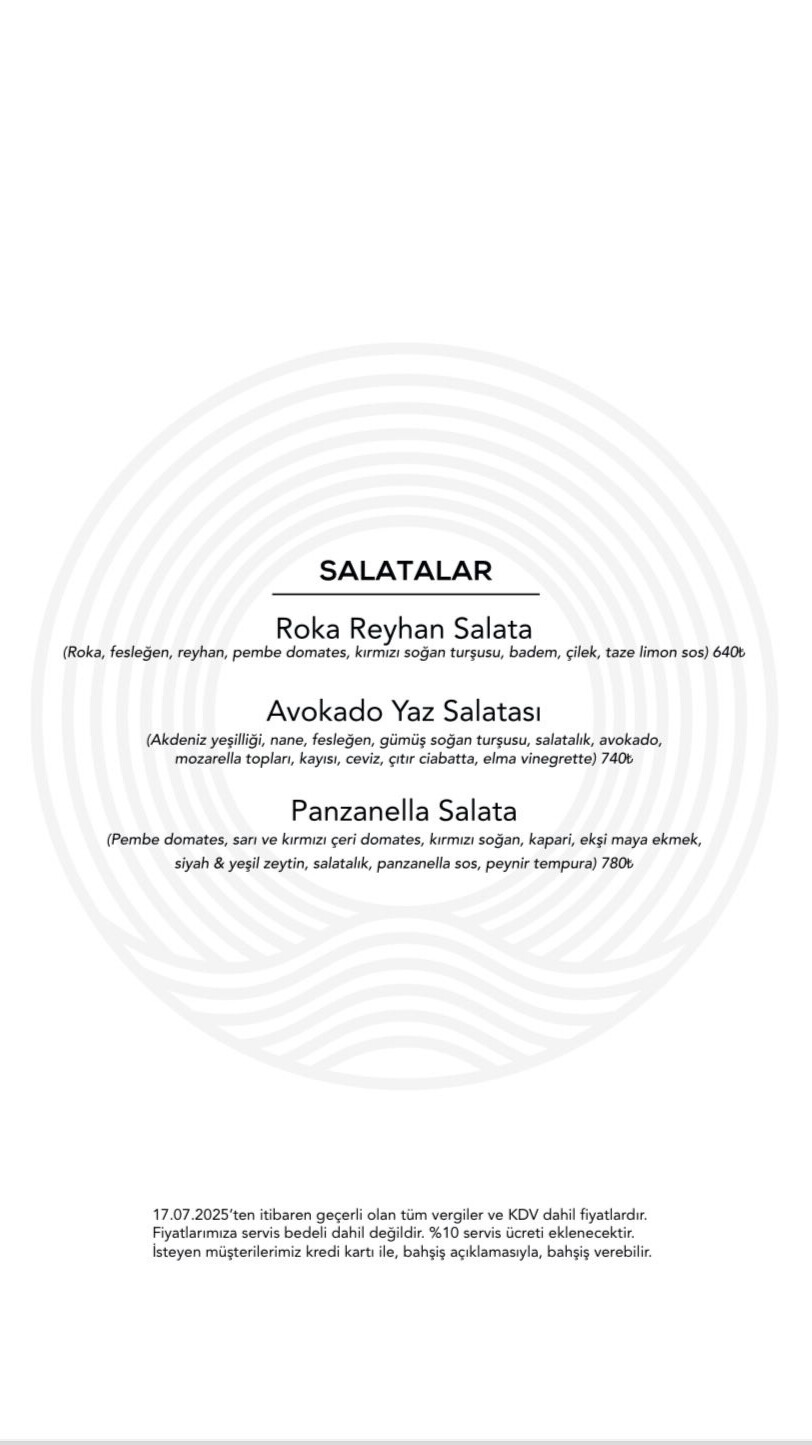 SALATALAR
Roka Reyhan Salata
(Roka, fesleğen, reyhan, pembe domates, kırmızı soğan turşusu, badem, çilek, taze limon sos) 640₺
Avokado Yaz Salatası
(Akdeniz yeşilliği, nane, fesleğen, gümüş soğan turşusu, salatalık, avokado,
mozarella topları, kayısı, ceviz, çıtır ciabatta, elma vinegrette) 740₺
Panzanella Salata
(Pembe domates, sarı ve kırmızı çeri domates, kırmızı soğan, kapari, ekşi maya ekmek,
siyah & yeşil zeytin, salatalık, panzanella sos, peynir tempura) 780₺
17.07.2025'ten itibaren geçerli olan tüm vergiler ve KDV dahil fiyatlardır.
Fiyatlarımıza servis bedeli dahil değildir. %10 servis ücreti eklenecektir.
İsteyen müşterilerimiz kredi kartı ile, bahşiş açıklamasıyla, bahşiş verebilir.